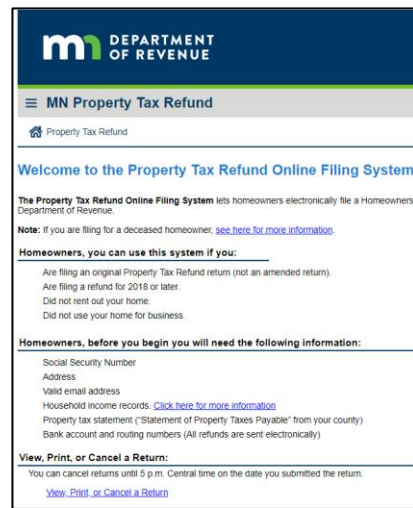 mn DEPARTMENT
OF REVENUE
≡ MN Property Tax Refund
Property Tax Refund
Welcome to the Property Tax Refund Online Filing System
The Property Tax Refund Online Filing System lets homeowners electronically file a Homeowners
Department of Revenue.
Note: If you are filing for a deceased homeowner, see here for more information.
Homeowners, you can use this system if you:
Are filing an original Property Tax Refund return (not an amended return).
Are filing a refund for 2018 or later.
Did not rent out your home.
Did not use your home for business.
Homeowners, before you begin you will need the following information:
Social Security Number
Address
Valid email address
Household income records. Click here for more information
Property tax statement ("Statement of Property Taxes Payable" from your county)
Bank account and routing numbers (All refunds are sent electronically)
View, Print, or Cancel a Return:
You can cancel returns until 5 p.m. Central time on the date you submitted the return.
View, Print, or Cancel a Return